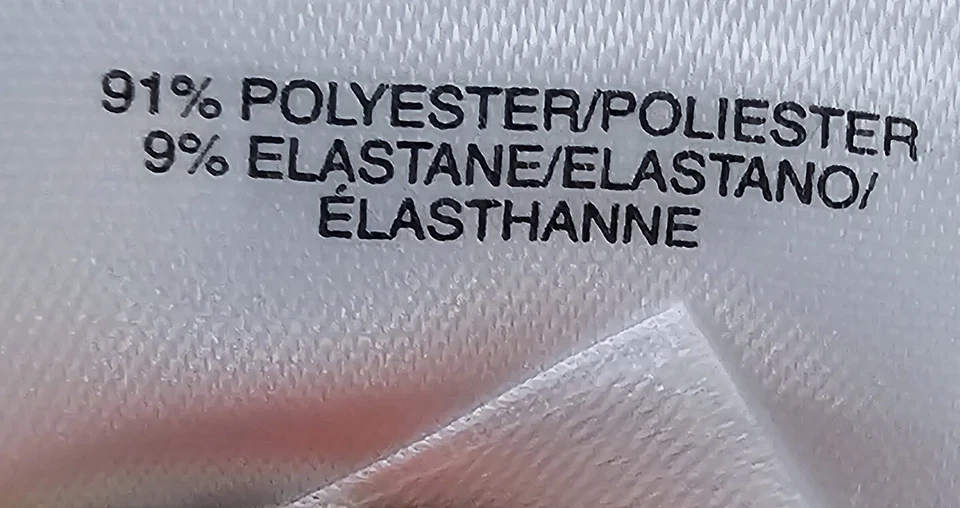 91% POLYESTER/POLIESTER
9% ELASTANE/ELASTANO/
ÉLASTHANNE